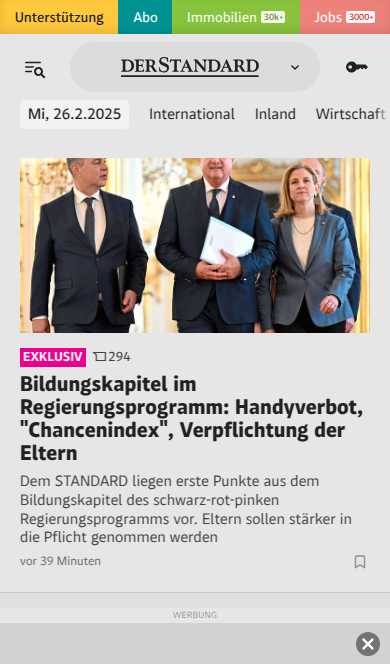 Unterstützung Abo Immobilien 30k+ Jobs 3000+
DERSTANDARD
Mi, 26.2.2025 International Inland Wirtschaft
EXKLUSIV 294
Bildungskapitel im
Regierungsprogramm: Handyverbot,
"Chancenindex", Verpflichtung der
Eltern
Dem STANDARD liegen erste Punkte aus dem
Bildungskapitel des schwarz-rot-pinken
Regierungsprogramms vor. Eltern sollen stärker in
die Pflicht genommen werden
vor 39 Minuten
WERBUNG